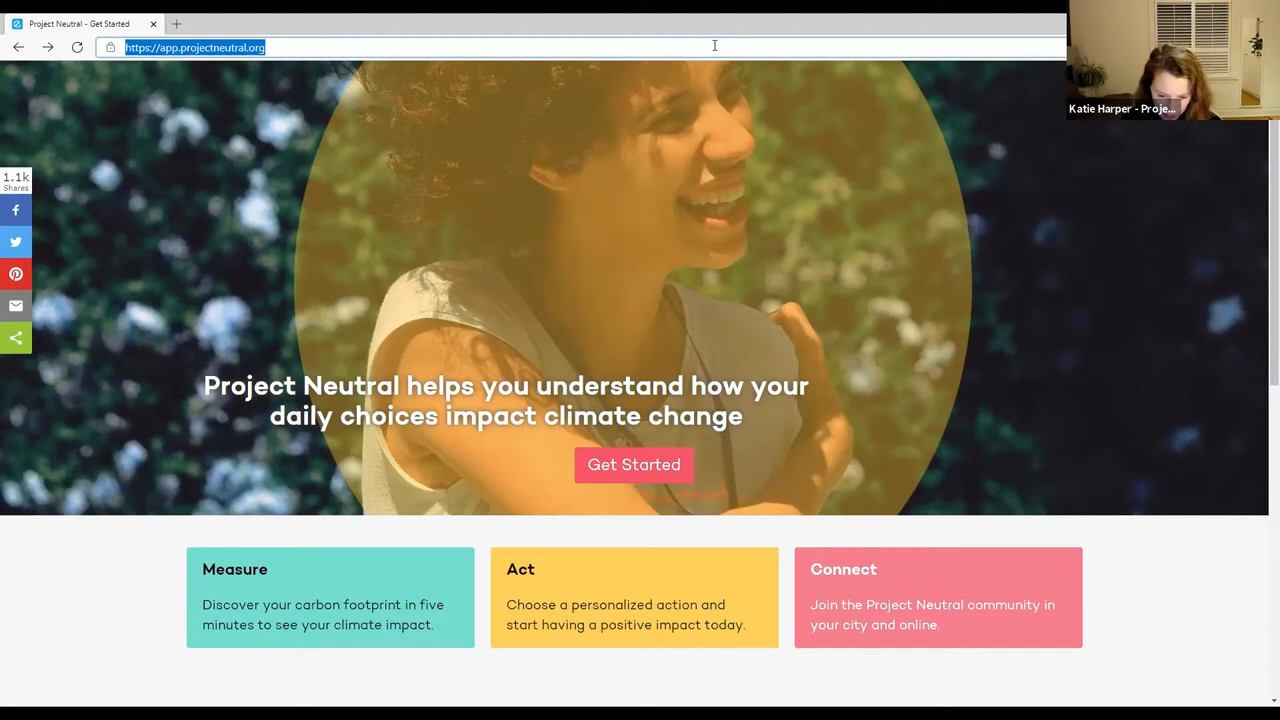 Project Neutral - Get Started
https://app.projectneutral.org
Katie Harper - Proje...
1.1k
Shares
Project Neutral helps you understand how your
daily choices impact climate change
Get Started
Measure
Discover your carbon footprint in five
minutes to see your climate impact.
Act
Choose a personalized action and
start having a positive impact today.
Connect
Join the Project Neutral community in
your city and online.